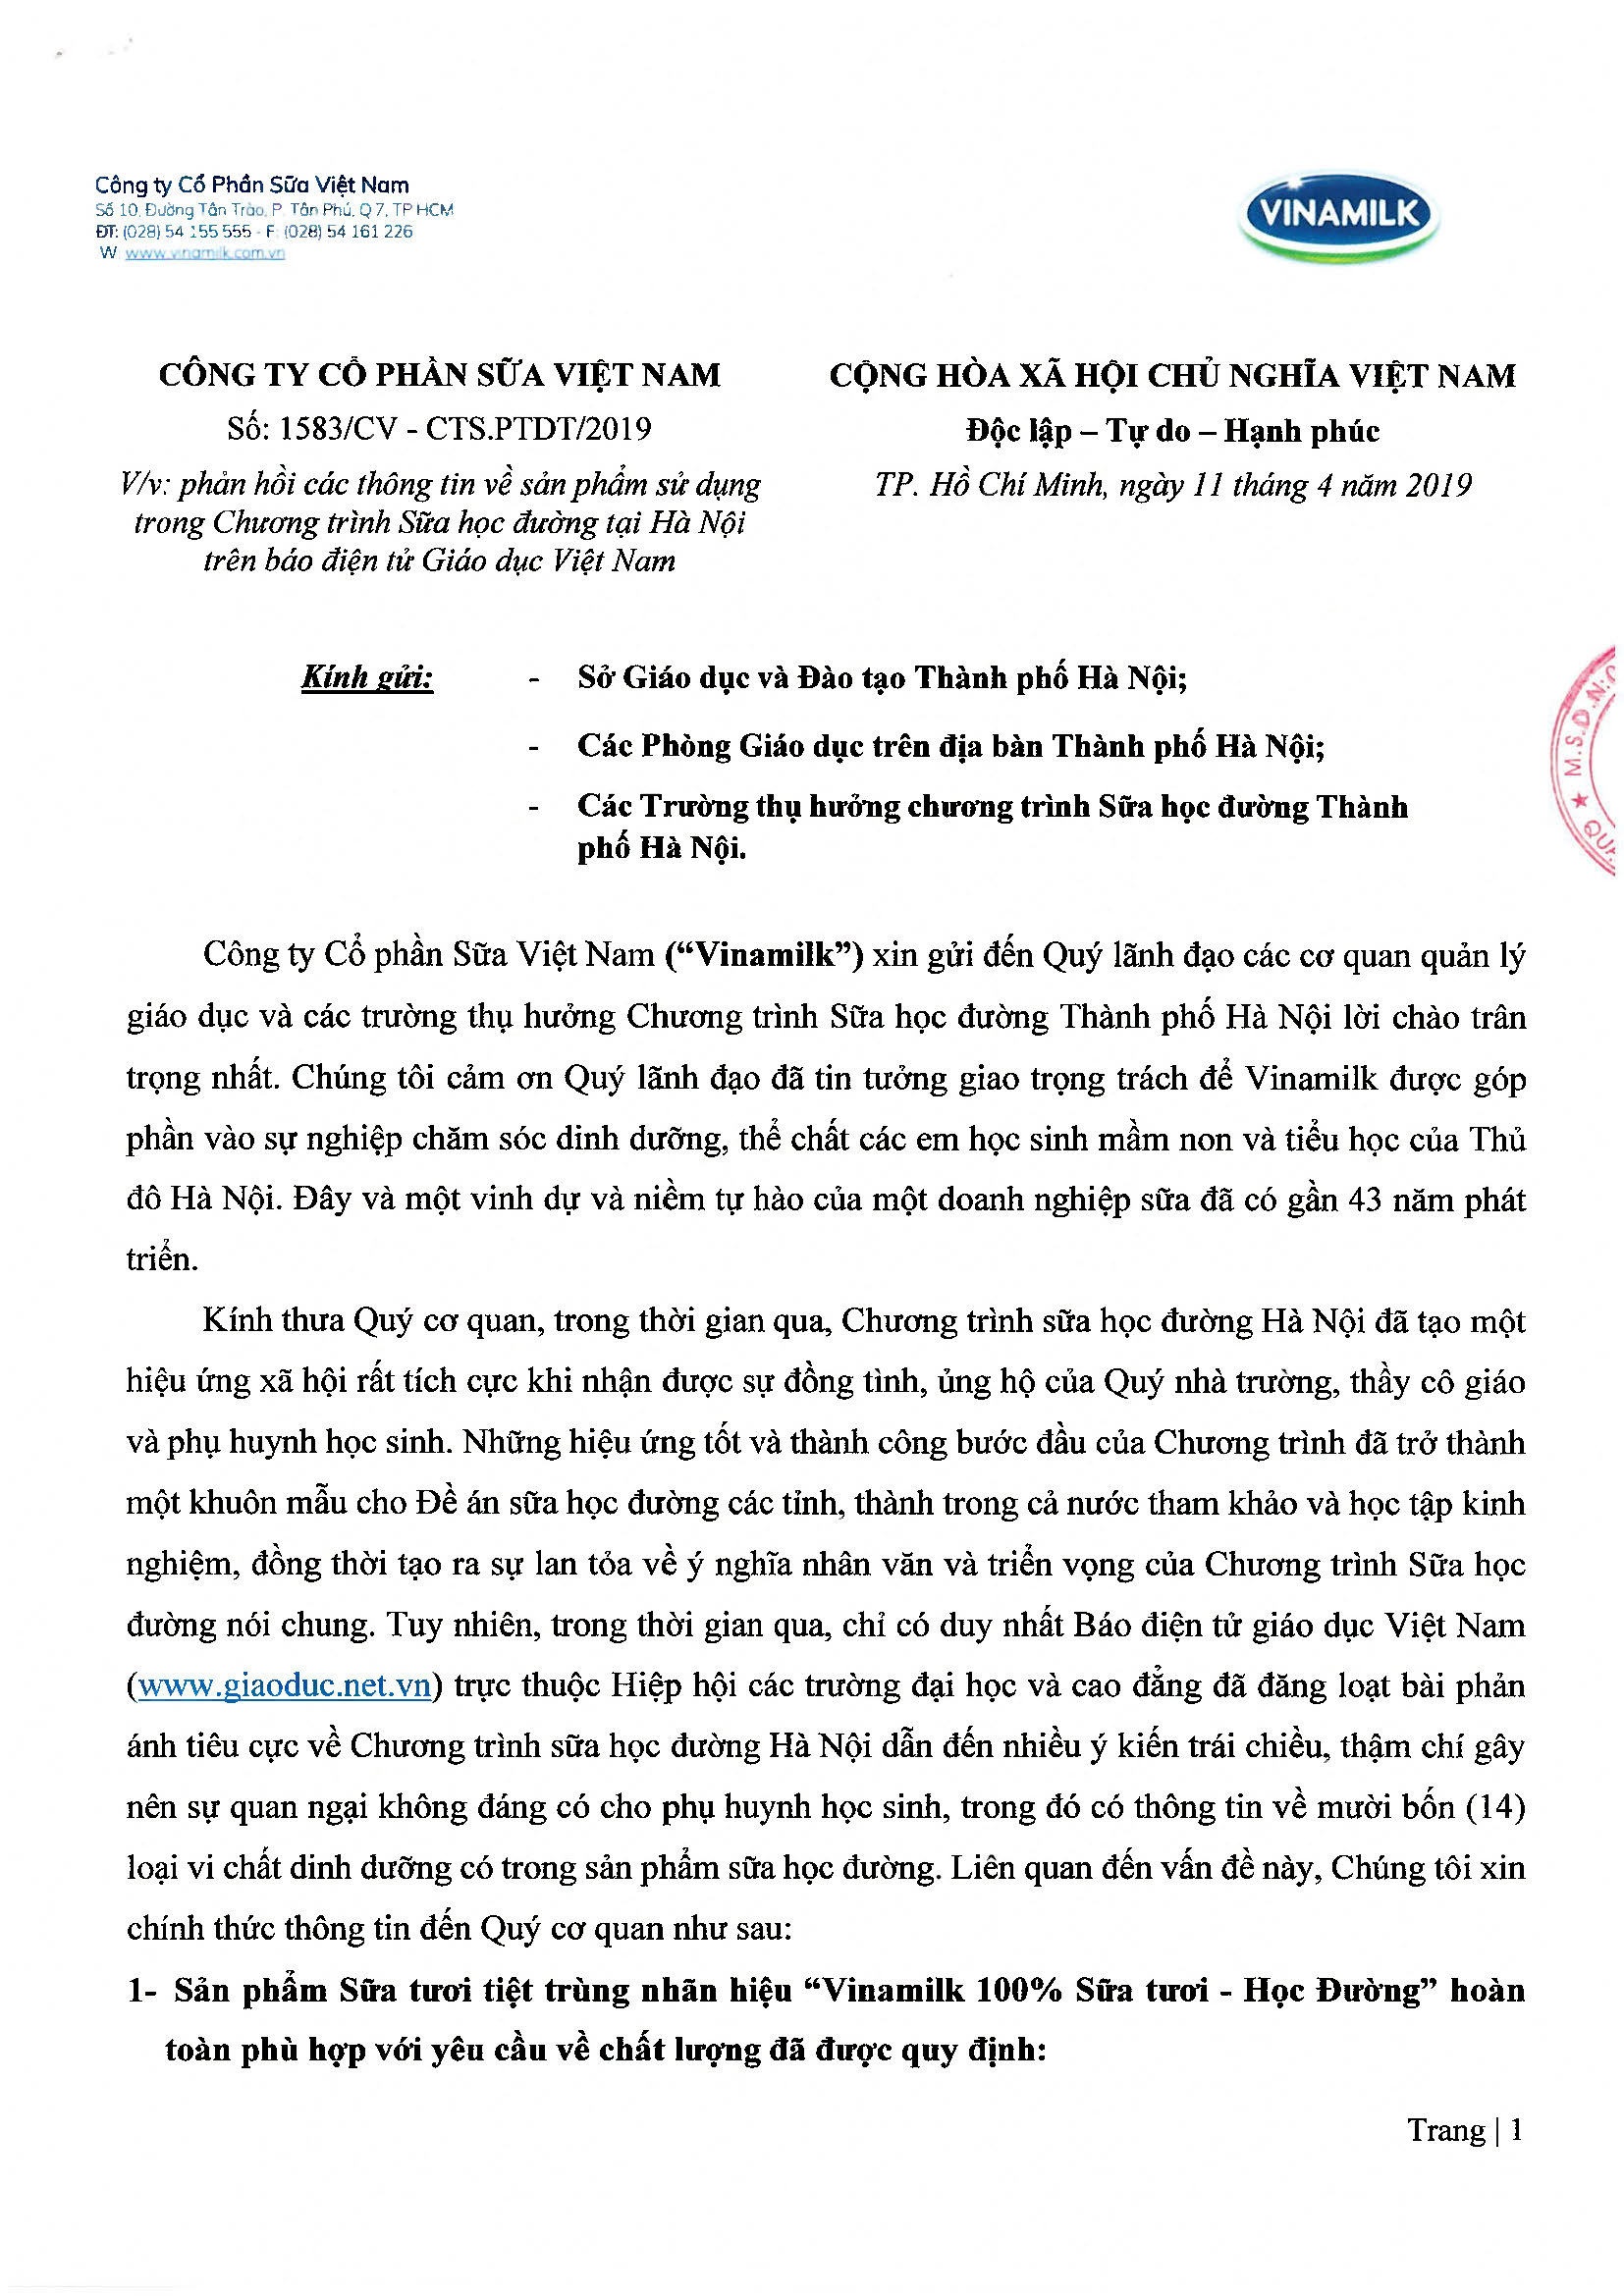 Công ty Cổ Phần Sữa Việt Nam
Số 10, Đường Tân Trào, P. Tân Phú, Q 7, TP HCM
ĐT: (028) 54 155 555 - F: (028) 54 161 226
W www.vinamilk.com.vn
VINAMILK
CÔNG TY CỔ PHẦN SỮA VIỆT NAM
Số: 1583/CV - CTS.PTDT/2019
V/v: phản hồi các thông tin về sản phẩm sử dụng
trong Chương trình Sữa học đường tại Hà Nội
trên báo điện tử Giáo dục Việt Nam
CỘNG HÒA XÃ HỘI CHỦ NGHĨA VIỆT NAM
Độc lập – Tự do – Hạnh phúc
TP. Hồ Chí Minh, ngày 11 tháng 4 năm 2019
Kính gửi:
- Sở Giáo dục và Đào tạo Thành phố Hà Nội;
- Các Phòng Giáo dục trên địa bàn Thành phố Hà Nội;
- Các Trường thụ hưởng chương trình Sữa học đường Thành
phố Hà Nội.
M.S.D.N:
Công ty Cổ phần Sữa Việt Nam (“Vinamilk”) xin gửi đến Quý lãnh đạo các cơ quan quản lý
giáo dục và các trường thụ hưởng Chương trình Sữa học đường Thành phố Hà Nội lời chào trân
trọng nhất. Chúng tôi cảm ơn Quý lãnh đạo đã tin tưởng giao trọng trách để Vinamilk được góp
phần vào sự nghiệp chăm sóc dinh dưỡng, thể chất các em học sinh mầm non và tiểu học của Thủ
đô Hà Nội. Đây và một vinh dự và niềm tự hào của một doanh nghiệp sữa đã có gần 43 năm phát
triển.
Kính thưa Quý cơ quan, trong thời gian qua, Chương trình sữa học đường Hà Nội đã tạo một
hiệu ứng xã hội rất tích cực khi nhận được sự đồng tình, ủng hộ của Quý nhà trường, thầy cô giáo
và phụ huynh học sinh. Những hiệu ứng tốt và thành công bước đầu của Chương trình đã trở thành
một khuôn mẫu cho Đề án sữa học đường các tỉnh, thành trong cả nước tham khảo và học tập kinh
nghiệm, đồng thời tạo ra sự lan tỏa về ý nghĩa nhân văn và triển vọng của Chương trình Sữa học
đường nói chung. Tuy nhiên, trong thời gian qua, chỉ có duy nhất Báo điện tử giáo dục Việt Nam
(www.giaoduc.net.vn) trực thuộc Hiệp hội các trường đại học và cao đẳng đã đăng loạt bài phản
ánh tiêu cực về Chương trình sữa học đường Hà Nội dẫn đến nhiều ý kiến trái chiều, thậm chí gây
nên sự quan ngại không đáng có cho phụ huynh học sinh, trong đó có thông tin về mười bốn (14)
loại vi chất dinh dưỡng có trong sản phẩm sữa học đường. Liên quan đến vấn đề này, Chúng tôi xin
chính thức thông tin đến Quý cơ quan như sau:
1- Sản phẩm Sữa tươi tiệt trùng nhãn hiệu “Vinamilk 100% Sữa tươi - Học Đường” hoàn
toàn phù hợp với yêu cầu về chất lượng đã được quy định:
Trang | 1